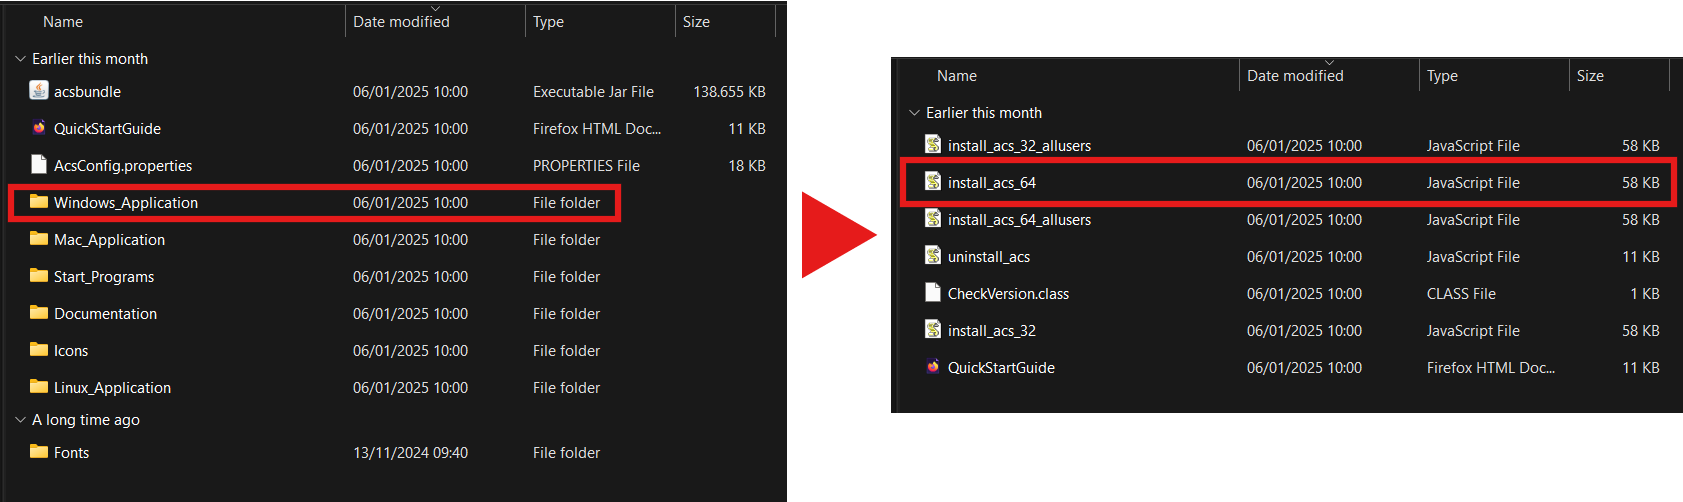 Name Date modified Type Size
Earlier this month
acsbundle 06/01/2025 10:00 Executable Jar File 138.655 KB
QuickStartGuide 06/01/2025 10:00 Firefox HTML Doc... 11 KB
AcsConfig.properties 06/01/2025 10:00 PROPERTIES File 18 KB
Windows_Application 06/01/2025 10:00 File folder
Mac_Application 06/01/2025 10:00 File folder
Start_Programs 06/01/2025 10:00 File folder
Documentation 06/01/2025 10:00 File folder
Icons 06/01/2025 10:00 File folder
Linux_Application 06/01/2025 10:00 File folder
A long time ago
Fonts 13/11/2024 09:40 File folder
Name Date modified Type Size
Earlier this month
install_acs_32_allusers 06/01/2025 10:00 JavaScript File 58 KB
install_acs_64 06/01/2025 10:00 JavaScript File 58 KB
install_acs_64_allusers 06/01/2025 10:00 JavaScript File 58 KB
uninstall_acs 06/01/2025 10:00 JavaScript File 11 KB
CheckVersion.class 06/01/2025 10:00 CLASS File 1 KB
install_acs_32 06/01/2025 10:00 JavaScript File 58 KB
QuickStartGuide 06/01/2025 10:00 Firefox HTML Doc... 11 KB